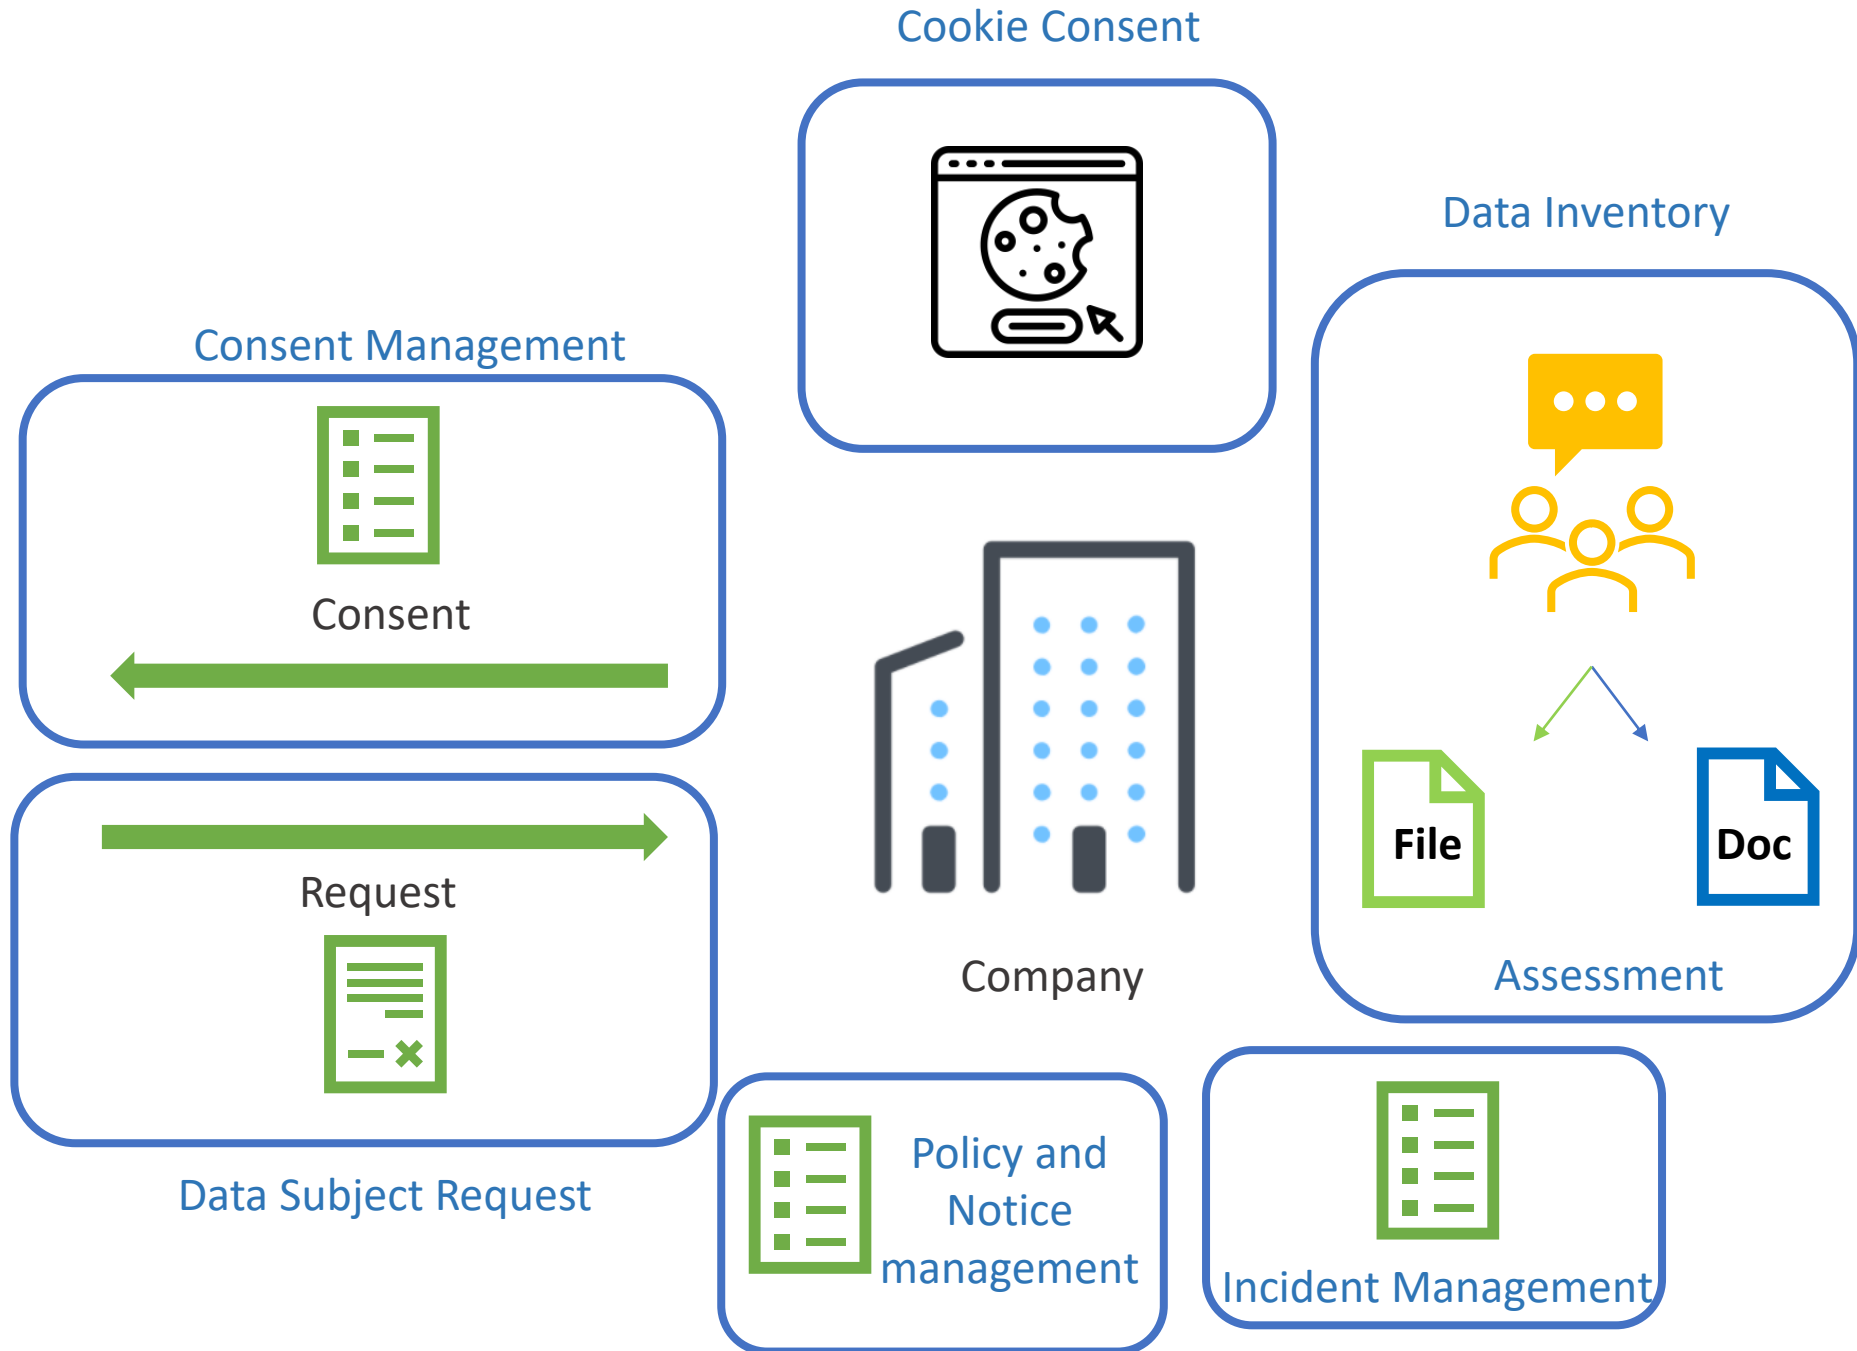 Cookie Consent
Data Inventory
Consent Management
Consent
Request
File
Doc
Company
Assessment
Policy and
Notice
management
Data Subject Request
Incident Management